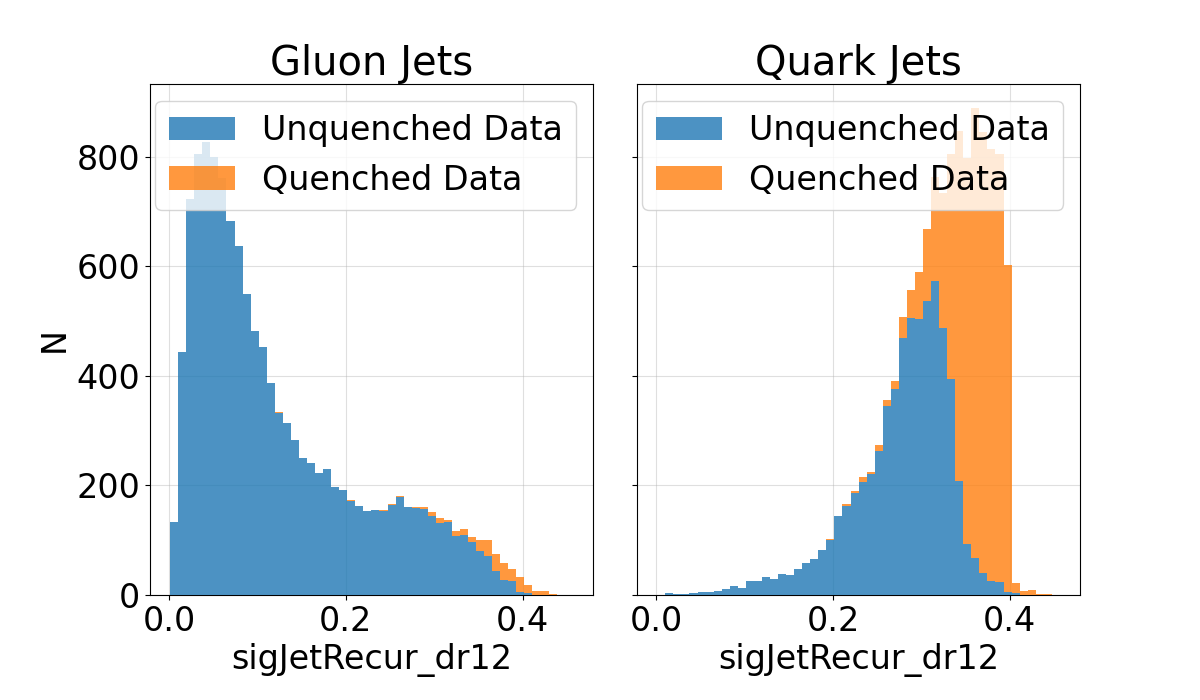 Gluon Jets
Unquenched Data
Quenched Data
800
600
400
200
0
N
0.0
0.2
0.4
sigJetRecur_dr12
Quark Jets
Unquenched Data
Quenched Data
0.0
0.2
0.4
sigJetRecur_dr12